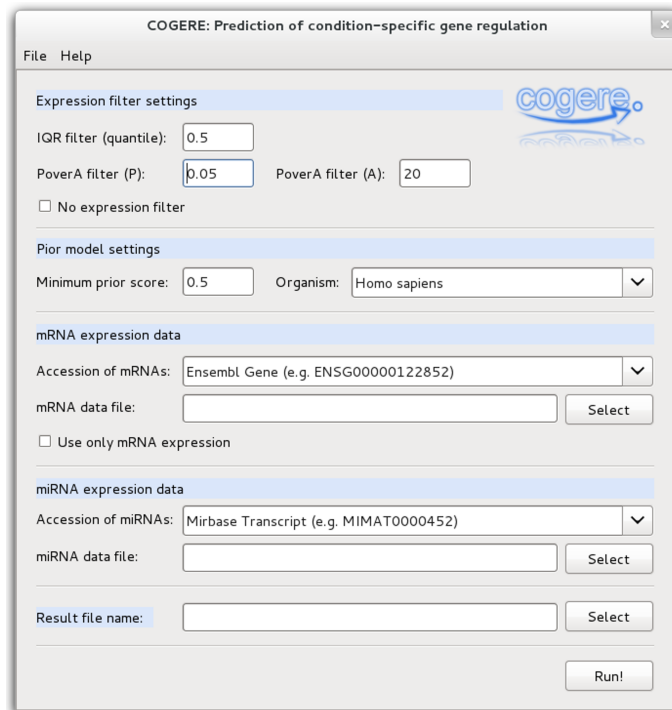 COGERE: Prediction of condition-specific gene regulation
File Help
Expression filter settings
cogere.
IQR filter (quantile): 0.5
PoverA filter (P): 0.05 PoverA filter (A): 20
No expression filter
Pior model settings
Minimum prior score: 0.5 Organism: Homo sapiens
mRNA expression data
Accession of mRNAs: Ensembl Gene (e.g. ENSG00000122852)
mRNA data file: Select
Use only mRNA expression
miRNA expression data
Accession of miRNAs: Mirbase Transcript (e.g. MIMAT0000452)
miRNA data file: Select
Result file name: Select
Run!